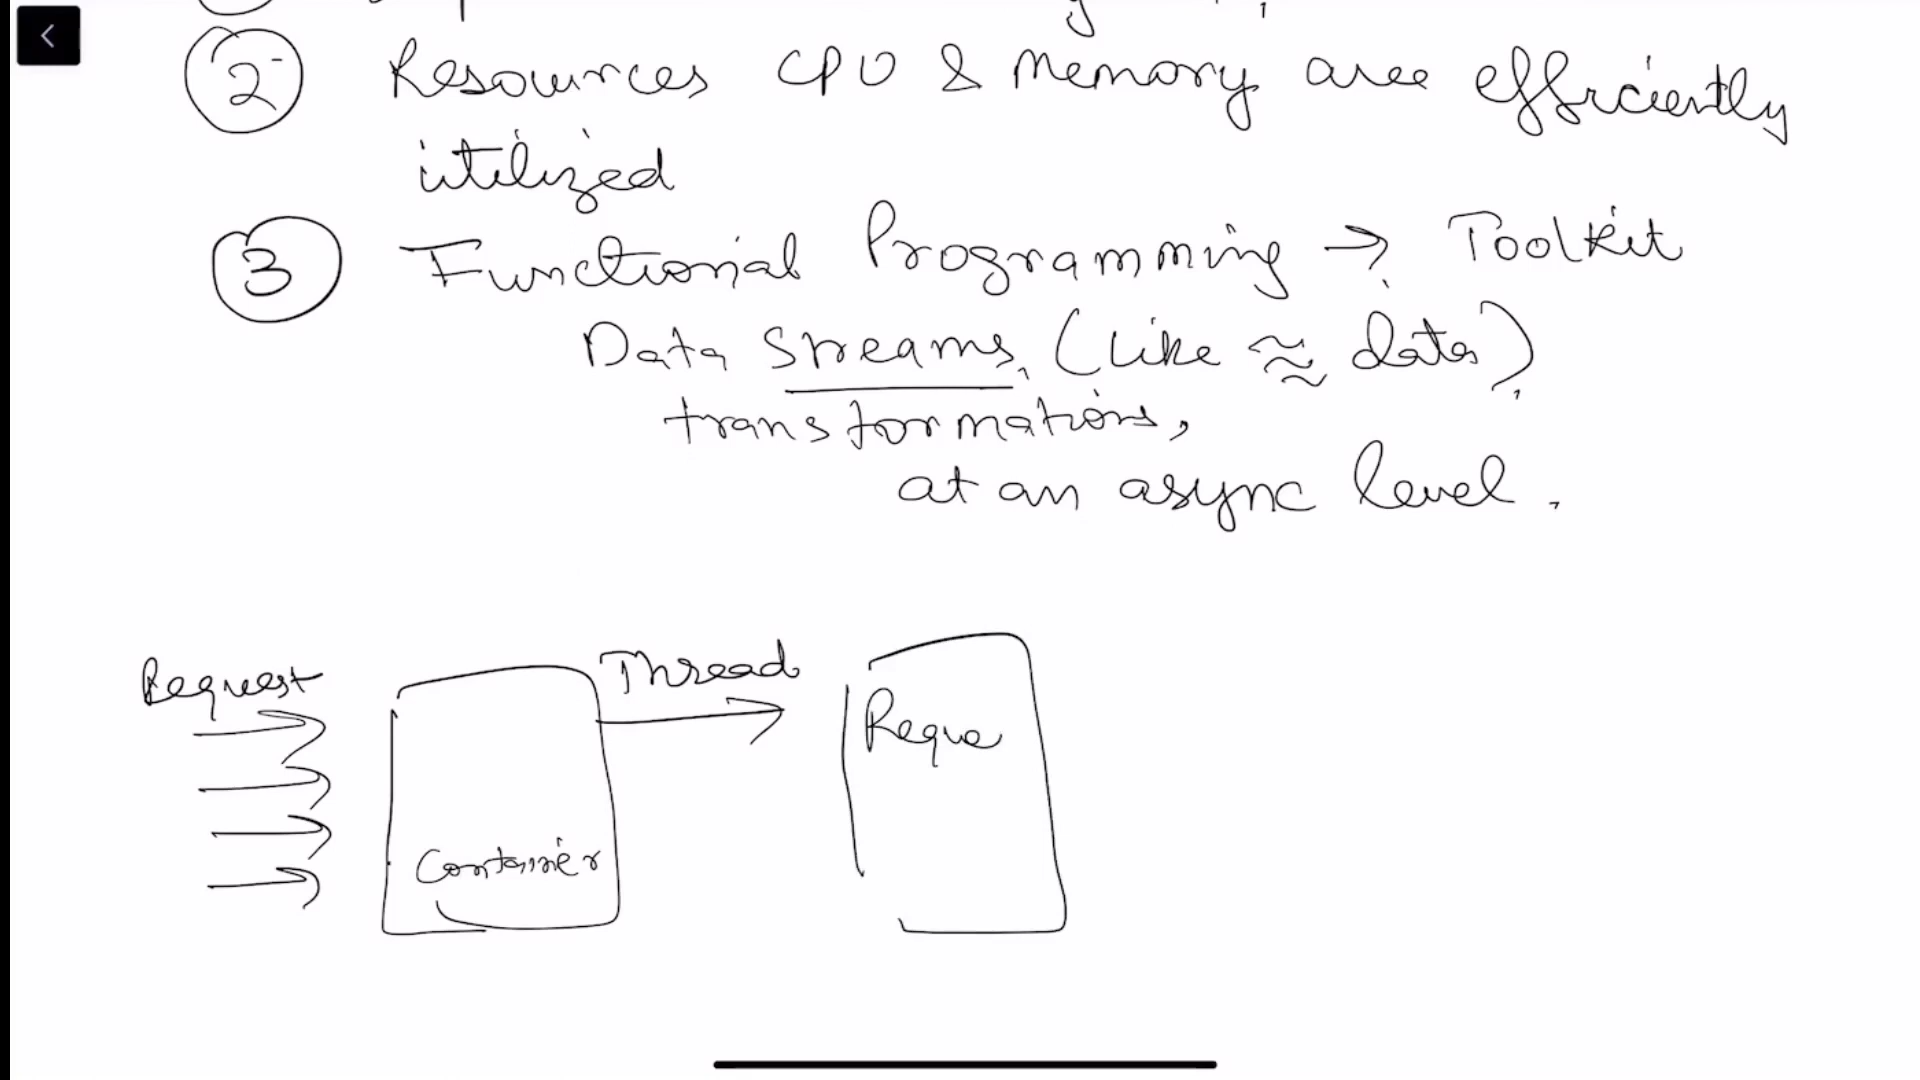 2 Resources CPU & Memory are efficiently
utilized
3 Functional Programming → Toolkit
Data Streams, (Like ≈ data),
transformations,
at an async level.
Request
Thread
Reque
Container